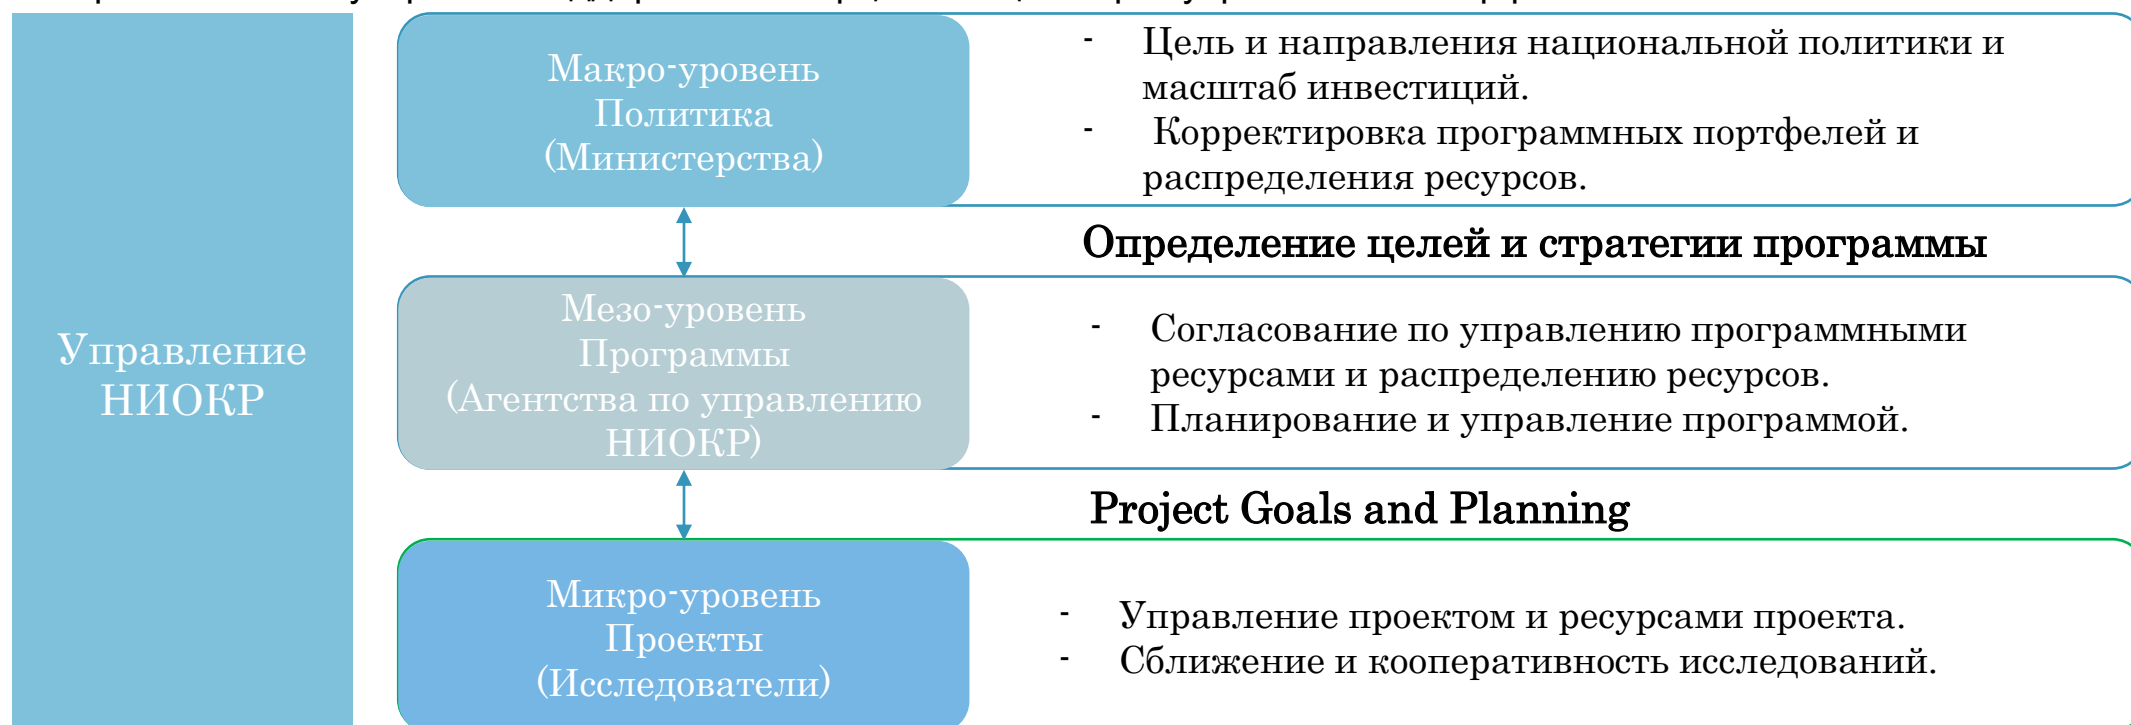 Управление
НИОКР
Макро-уровень
Политика
(Министерства)
- Цель и направления национальной политики и
масштаб инвестиций.
- Корректировка программных портфелей и
распределения ресурсов.
Определение целей и стратегии программы
Мезо-уровень
Программы
(Агентства по управлению
НИОКР)
- Согласование по управлению программными
ресурсами и распределению ресурсов.
- Планирование и управление программой.
Project Goals and Planning
Микро-уровень
Проекты
(Исследователи)
- Управление проектом и ресурсами проекта.
- Сближение и кооперативность исследований.